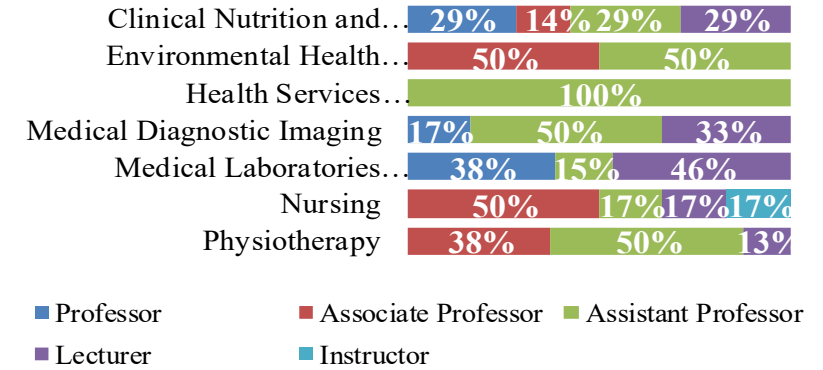 Clinical Nutrition and… 29% 14% 29% 29%
Environmental Health… 50% 50%
Health Services… 100%
Medical Diagnostic Imaging 17% 50% 33%
Medical Laboratories… 38% 15% 46%
Nursing 50% 17% 17% 17%
Physiotherapy 38% 50% 13%
Professor Associate Professor Assistant Professor
Lecturer Instructor